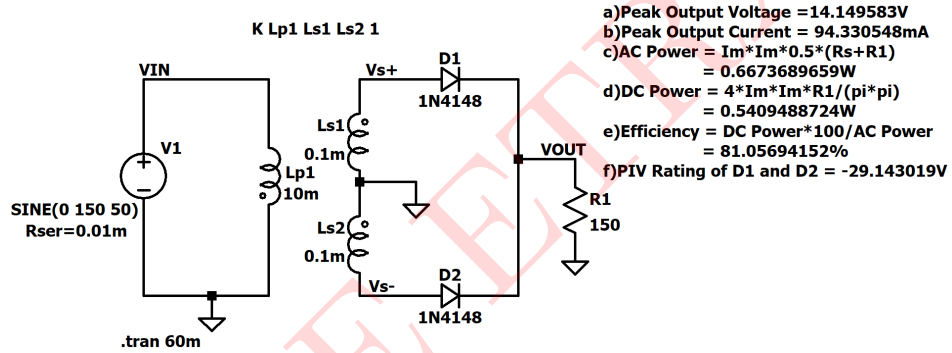 a)Peak Output Voltage =14.149583V
b)Peak Output Current = 94.330548mA
c)AC Power = Im*Im*0.5*(Rs+R1)
= 0.6673689659W
d)DC Power = 4*Im*Im*R1/(pi*pi)
= 0.5409488724W
e)Efficiency = DC Power*100/AC Power
= 81.05694152%
f)PIV Rating of D1 and D2 = -29.143019V
K Lp1 Ls1 Ls2 1
VIN
V1
SINE(0 150 50)
Rser=0.01m
Lp1
10m
Vs+
D1
1N4148
Ls1
0.1m
Ls2
0.1m
Vs-
D2
1N4148
VOUT
R1
150
.tran 60m